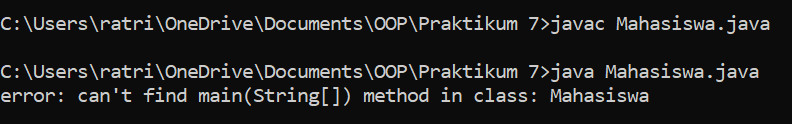 C:\Users\ratri\OneDrive\Documents\OOP\Praktikum 7>javac Mahasiswa.java
C:\Users\ratri\OneDrive\Documents\OOP\Praktikum 7>java Mahasiswa.java
error: can't find main(String[]) method in class: Mahasiswa